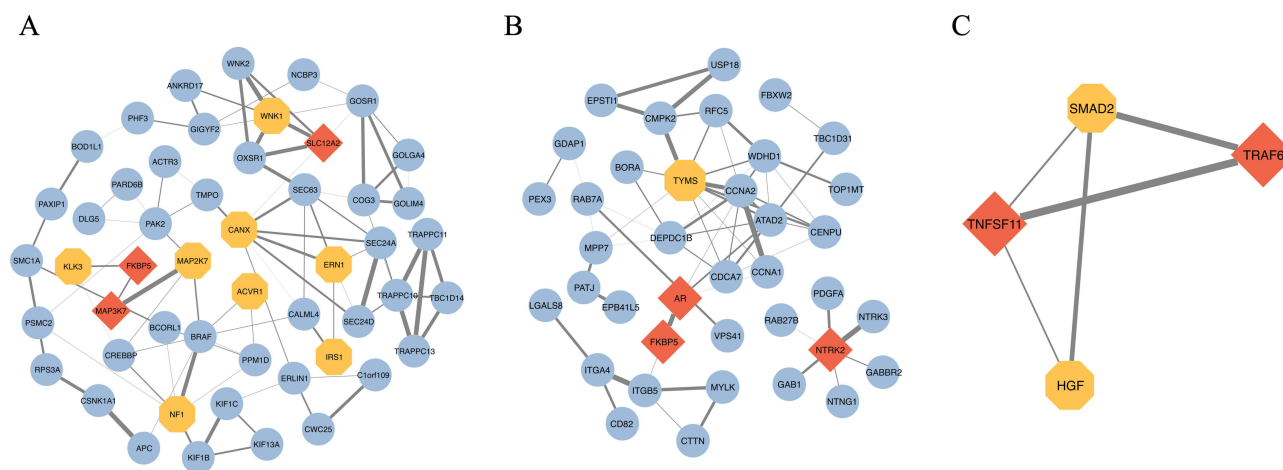 A
B
C
WNK2
NCBP3
ANKRD17
GOSR1
WNK1
PHF3
GIGYF2
SLC12A2
BOD1L1
OXSR1
GOLGA4
ACTR3
PARD6B
TMPO
SEC63
COG3
GOLIM4
PAXIP1
DLG5
PAK2
CANX
SEC24A
TRAPPC11
SMC1A
KLK3
FKBP5
MAP2K7
ERN1
ACVR1
TRAPPC10
TBC1D14
MAP3K7
PSMC2
BCORL1
BRAF
CALML4
SEC24D
CREBBP
PPM1D
IRS1
TRAPPC13
RPS3A
ERLIN1
C1orf109
CSNK1A1
NF1
KIF1C
CWC25
APC
KIF1B
KIF13A
USP18
EPSTI1
FBXW2
CMPK2
RFC5
TBC1D31
GDAP1
WDHD1
BORA
TYMS
CCNA2
TOP1MT
PEX3
RAB7A
ATAD2
DEPDC1B
CENPU
MPP7
CDCA7
CCNA1
PATJ
AR
EPB41L5
LGALS8
PDGFA
FKBP5
VPS41
RAB27B
NTRK3
NTRK2
ITGA4
ITGB5
MYLK
GABBR2
GAB1
NTNG1
CD82
CTTN
SMAD2
TRAF6
TNFSF11
HGF